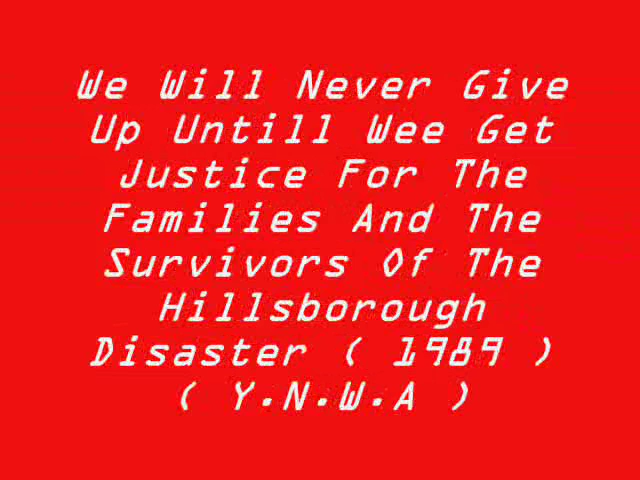 We Will Never Give
Up Untill Wee Get
Justice For The
Families And The
Survivors Of The
Hillsborough
Disaster ( 1989 )
( Y.N.W.A )